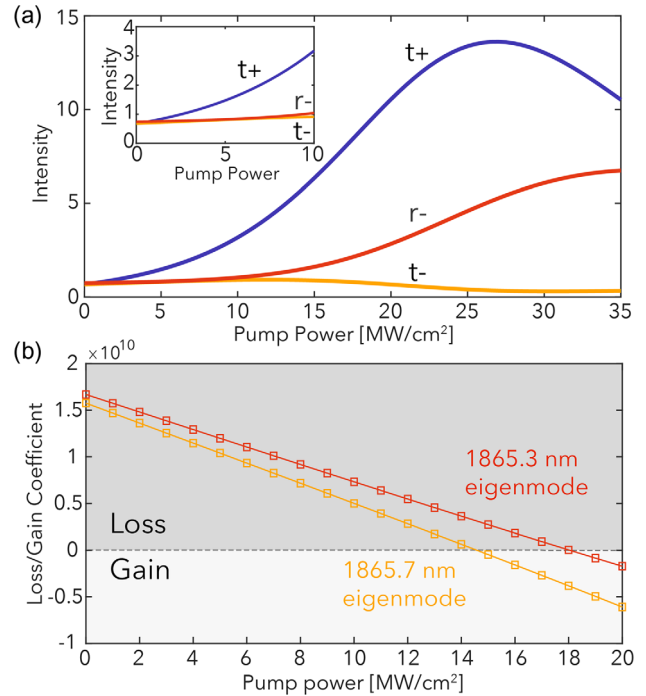 (a)
15
10
5
0
Intensity
t+
r-
t-
0 5 10 15 20 25 30 35
Pump Power [MW/cm²]
4
3
2
1
0
Intensity
t+
r-
t-
0 5 10
Pump Power
(b)
×10¹⁰
2
1.5
1
0.5
0
-0.5
-1
Loss/Gain Coefficient
1865.3 nm
eigenmode
Loss
Gain
1865.7 nm
eigenmode
0 2 4 6 8 10 12 14 16 18 20
Pump power [MW/cm²]